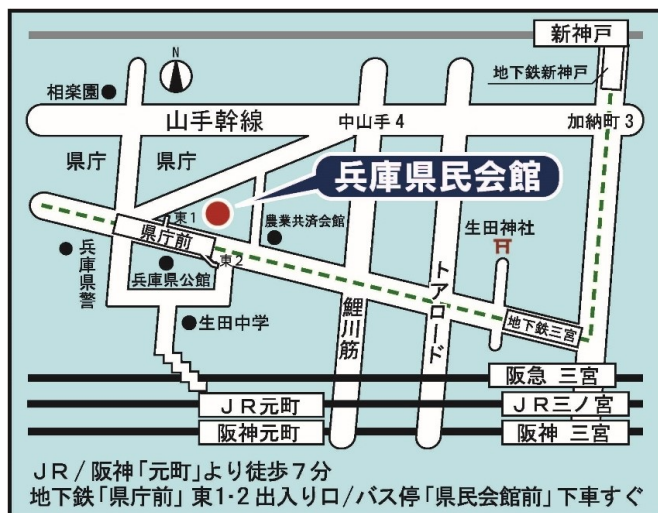 新神戸
地下鉄新神戸
N
相楽園
山手幹線
中山手4
加納町3
県庁
県庁
兵庫県民会館
東1
農業共済会館
生田神社
県庁前
東2
兵庫県警
兵庫県公館
トアロード
鯉川筋
地下鉄三宮
生田中学
阪急 三宮
JR元町
JR三ノ宮
阪神元町
阪神 三宮
JR/阪神「元町」より徒歩7分
地下鉄「県庁前」東1・2出入り口/バス停「県民会館前」下車すぐ